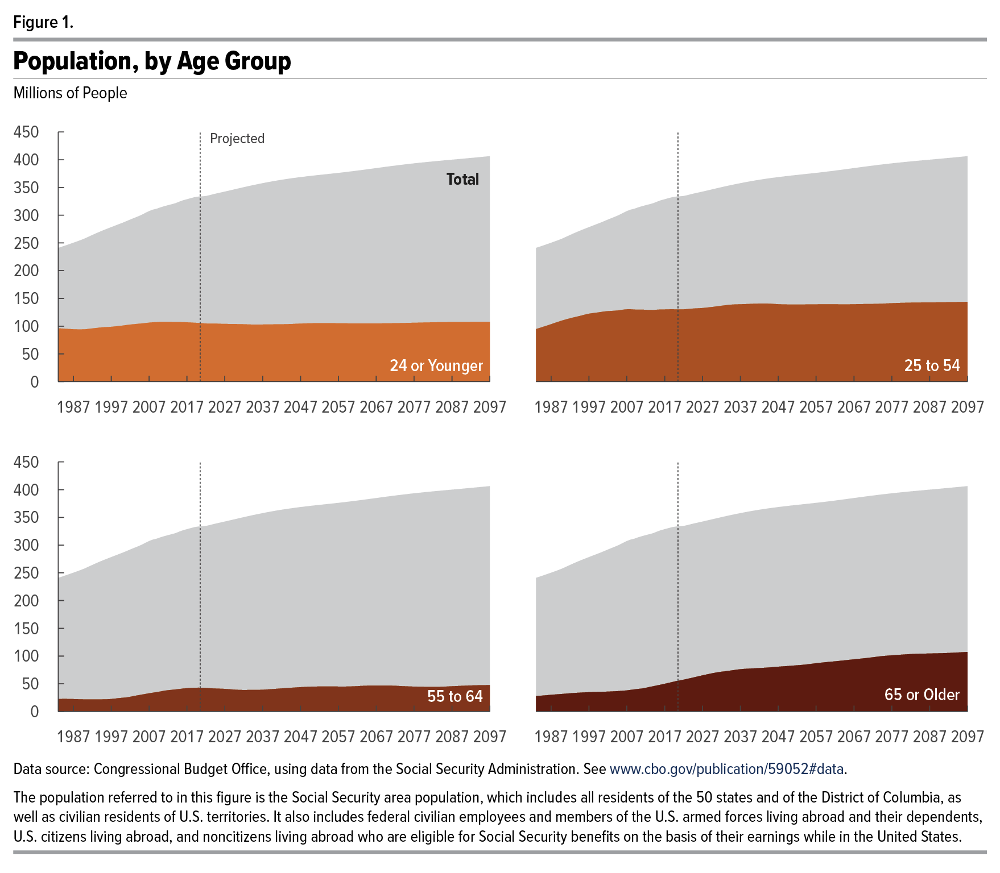 Figure 1.
Population, by Age Group
Millions of People
450
400
350
300
250
200
150
100
50
0
Projected
Total
24 or Younger
1987 1997 2007 2017 2027 2037 2047 2057 2067 2077 2087 2097
25 to 54
1987 1997 2007 2017 2027 2037 2047 2057 2067 2077 2087 2097
450
400
350
300
250
200
150
100
50
0
55 to 64
1987 1997 2007 2017 2027 2037 2047 2057 2067 2077 2087 2097
65 or Older
1987 1997 2007 2017 2027 2037 2047 2057 2067 2077 2087 2097
Data source: Congressional Budget Office, using data from the Social Security Administration. See www.cbo.gov/publication/59052#data.
The population referred to in this figure is the Social Security area population, which includes all residents of the 50 states and of the District of Columbia, as
well as civilian residents of U.S. territories. It also includes federal civilian employees and members of the U.S. armed forces living abroad and their dependents,
U.S. citizens living abroad, and noncitizens living abroad who are eligible for Social Security benefits on the basis of their earnings while in the United States.